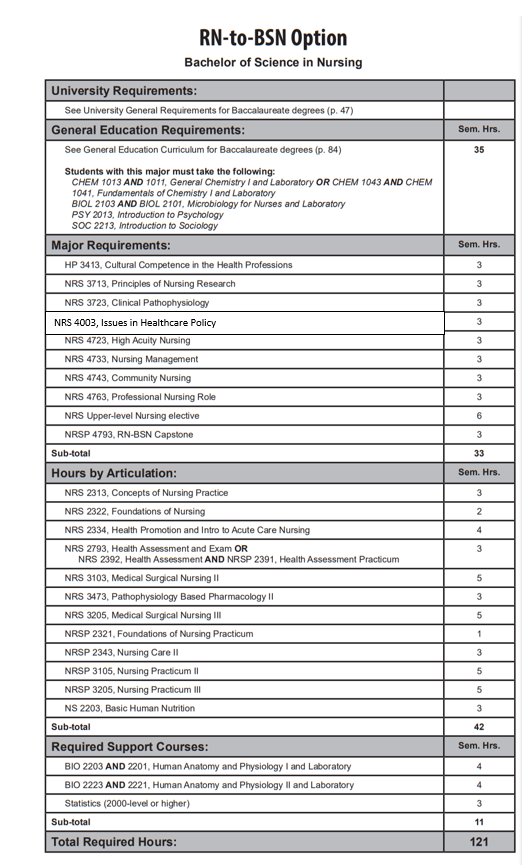 RN-to-BSN Option
Bachelor of Science in Nursing
University Requirements:
See University General Requirements for Baccalaureate degrees (p. 47)
General Education Requirements: Sem. Hrs.
See General Education Curriculum for Baccalaureate degrees (p. 84) 35
Students with this major must take the following:
CHEM 1013 AND 1011, General Chemistry I and Laboratory OR CHEM 1043 AND CHEM
1041, Fundamentals of Chemistry I and Laboratory
BIOL 2103 AND BIOL 2101, Microbiology for Nurses and Laboratory
PSY 2013, Introduction to Psychology
SOC 2213, Introduction to Sociology
Major Requirements: Sem. Hrs.
HP 3413, Cultural Competence in the Health Professions 3
NRS 3713, Principles of Nursing Research 3
NRS 3723, Clinical Pathophysiology 3
NRS 4003, Issues in Healthcare Policy 3
NRS 4723, High Acuity Nursing 3
NRS 4733, Nursing Management 3
NRS 4743, Community Nursing 3
NRS 4763, Professional Nursing Role 3
NRS Upper-level Nursing elective 6
NRSP 4793, RN-BSN Capstone 3
Sub-total 33
Hours by Articulation: Sem. Hrs.
NRS 2313, Concepts of Nursing Practice 3
NRS 2322, Foundations of Nursing 2
NRS 2334, Health Promotion and Intro to Acute Care Nursing 4
NRS 2793, Health Assessment and Exam OR 3
NRS 2392, Health Assessment AND NRSP 2391, Health Assessment Practicum
NRS 3103, Medical Surgical Nursing II 5
NRS 3473, Pathophysiology Based Pharmacology II 3
NRS 3205, Medical Surgical Nursing III 5
NRSP 2321, Foundations of Nursing Practicum 1
NRSP 2343, Nursing Care II 3
NRSP 3105, Nursing Practicum II 5
NRSP 3205, Nursing Practicum III 5
NS 2203, Basic Human Nutrition 3
Sub-total 42
Required Support Courses: Sem. Hrs.
BIO 2203 AND 2201, Human Anatomy and Physiology I and Laboratory 4
BIO 2223 AND 2221, Human Anatomy and Physiology II and Laboratory 4
Statistics (2000-level or higher) 3
Sub-total 11
Total Required Hours: 121